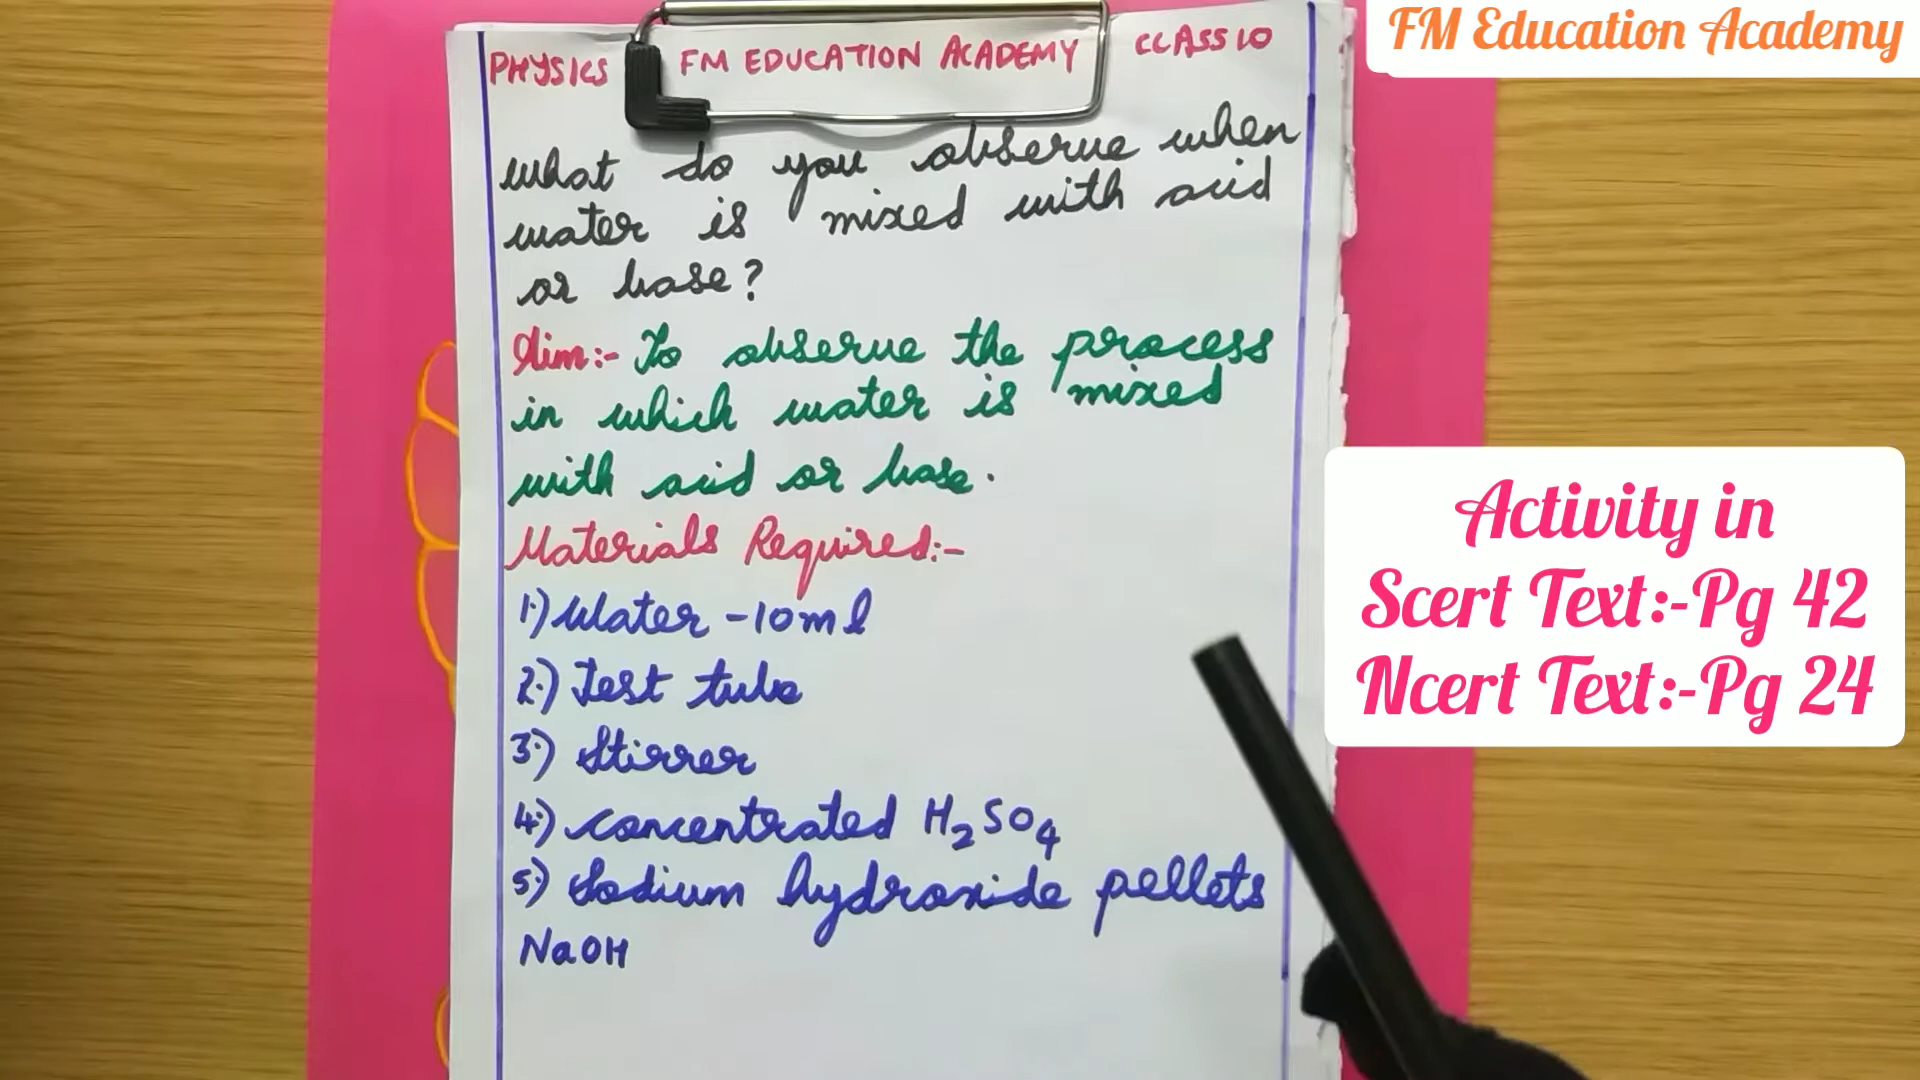 PHYSICS FM EDUCATION ACADEMY CLASS 10
FM Education Academy
what do you observe when
water is mixed with acid
or base?
Aim:- To observe the process
in which water is mixed
with acid or base.
Materials Required:-
1.) Water - 10ml
2.) Test tube
3.) Stirrer
4.) concentrated H₂SO₄
5.) Sodium hydroxide pellets
NaOH
Activity in
Scert Text:-Pg 42
Ncert Text:-Pg 24